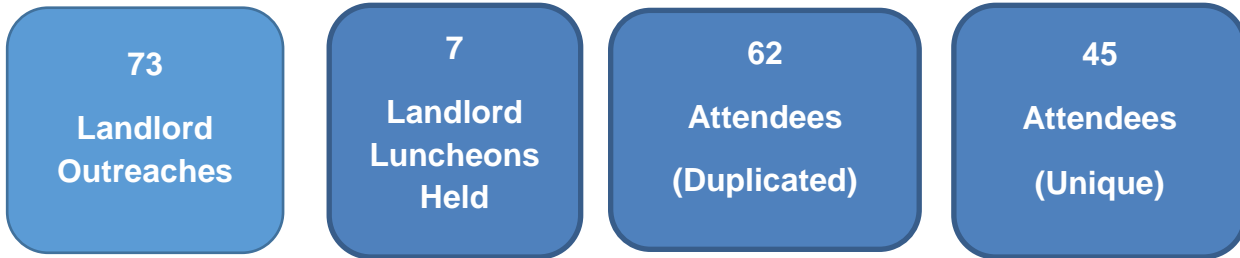 73
Landlord
Outreaches
7
Landlord
Luncheons
Held
62
Attendees
(Duplicated)
45
Attendees
(Unique)